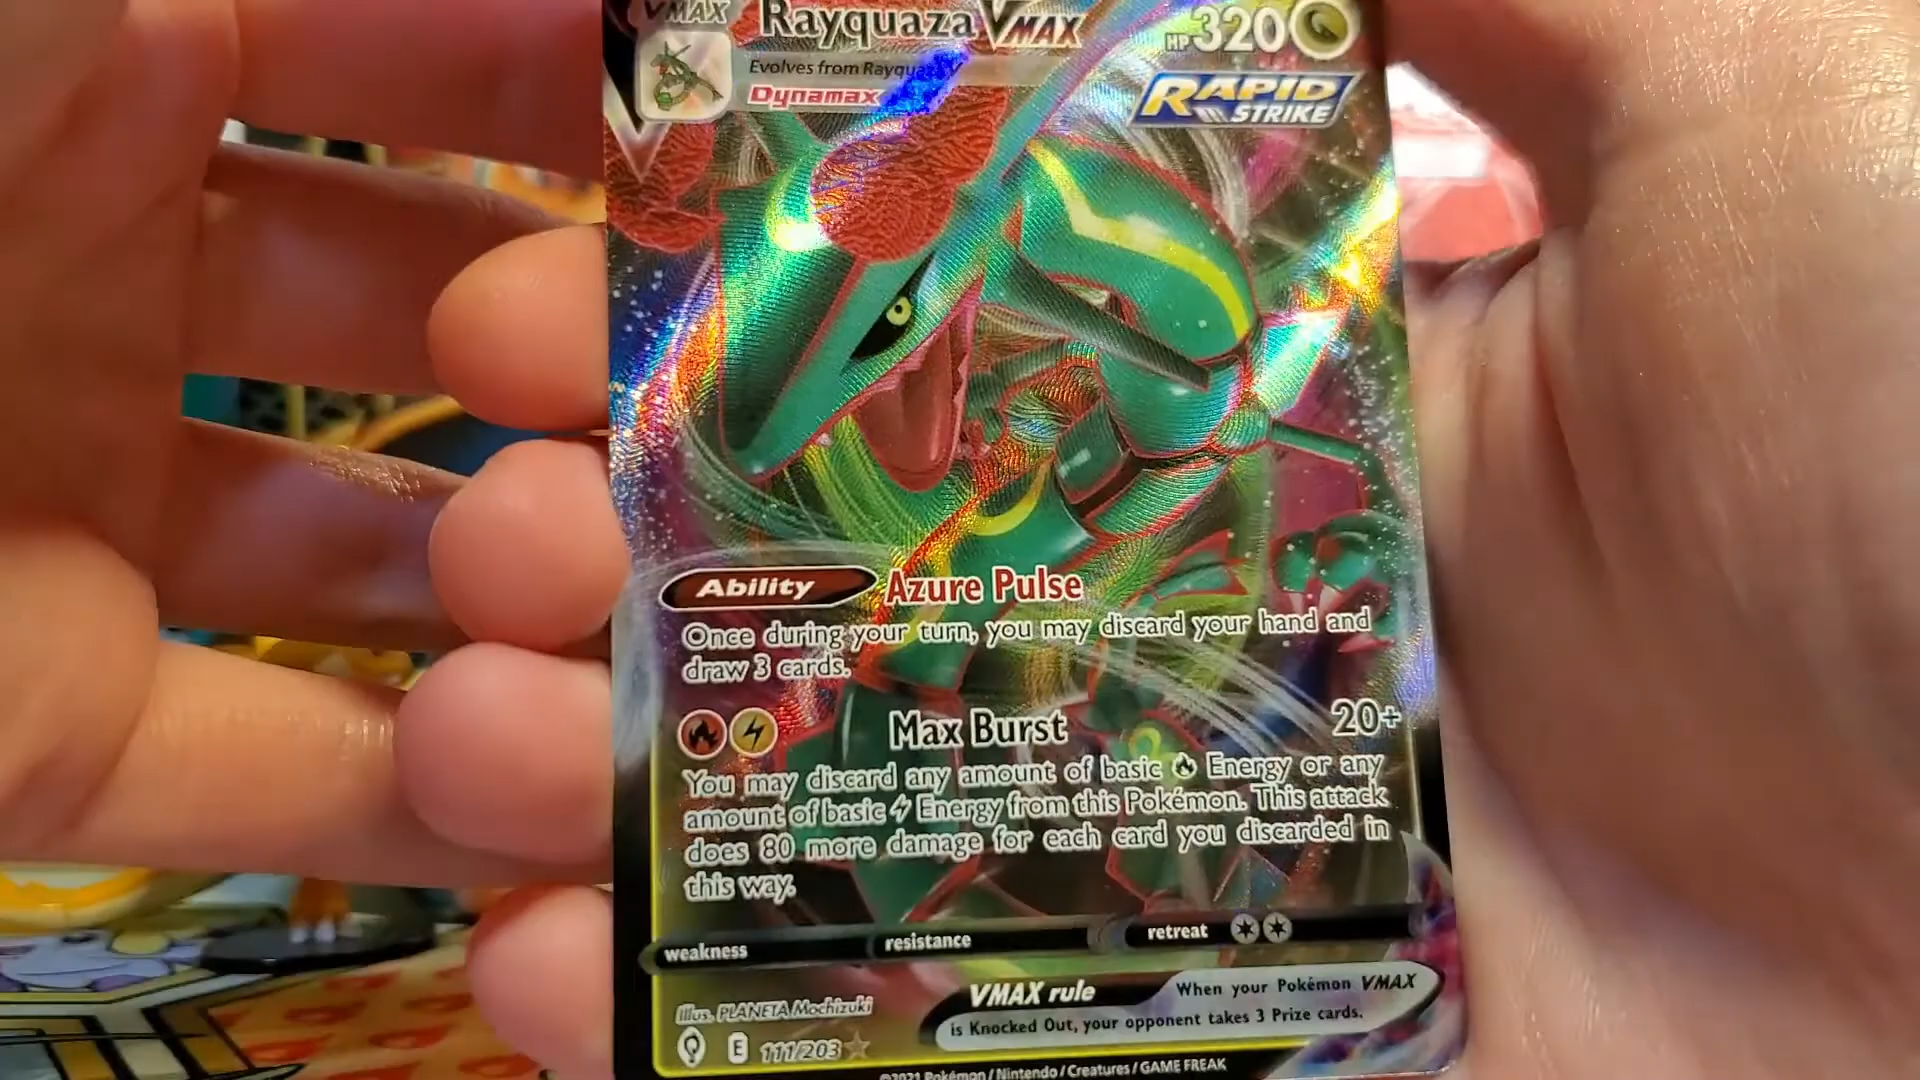 VMAX
Rayquaza VMAX
HP 320
Evolves from Rayquaza V
Dynamax
RAPID
STRIKE
Ability Azure Pulse
Once during your turn, you may discard your hand and
draw 3 cards.
Max Burst 20+
You may discard any amount of basic Energy or any
amount of basic Energy from this Pokémon. This attack
does 80 more damage for each card you discarded in
this way.
weakness resistance retreat
VMAX rule When your Pokémon VMAX
is Knocked Out, your opponent takes 3 Prize cards.
Illus. PLANETA Mochizuki
E 111/203
©2021 Pokémon / Nintendo / Creatures / GAME FREAK